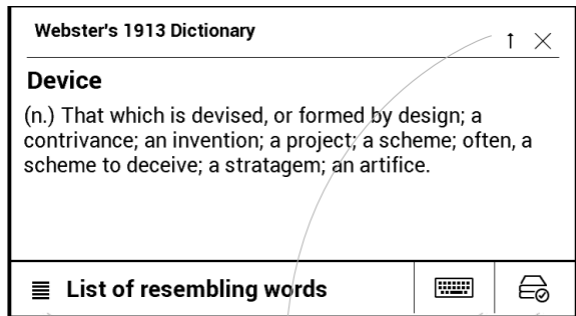 Webster's 1913 Dictionary
Device
(n.) That which is devised, or formed by design; a
contrivance; an invention; a project; a scheme; often, a
scheme to deceive; a stratagem; an artifice.
List of resembling words